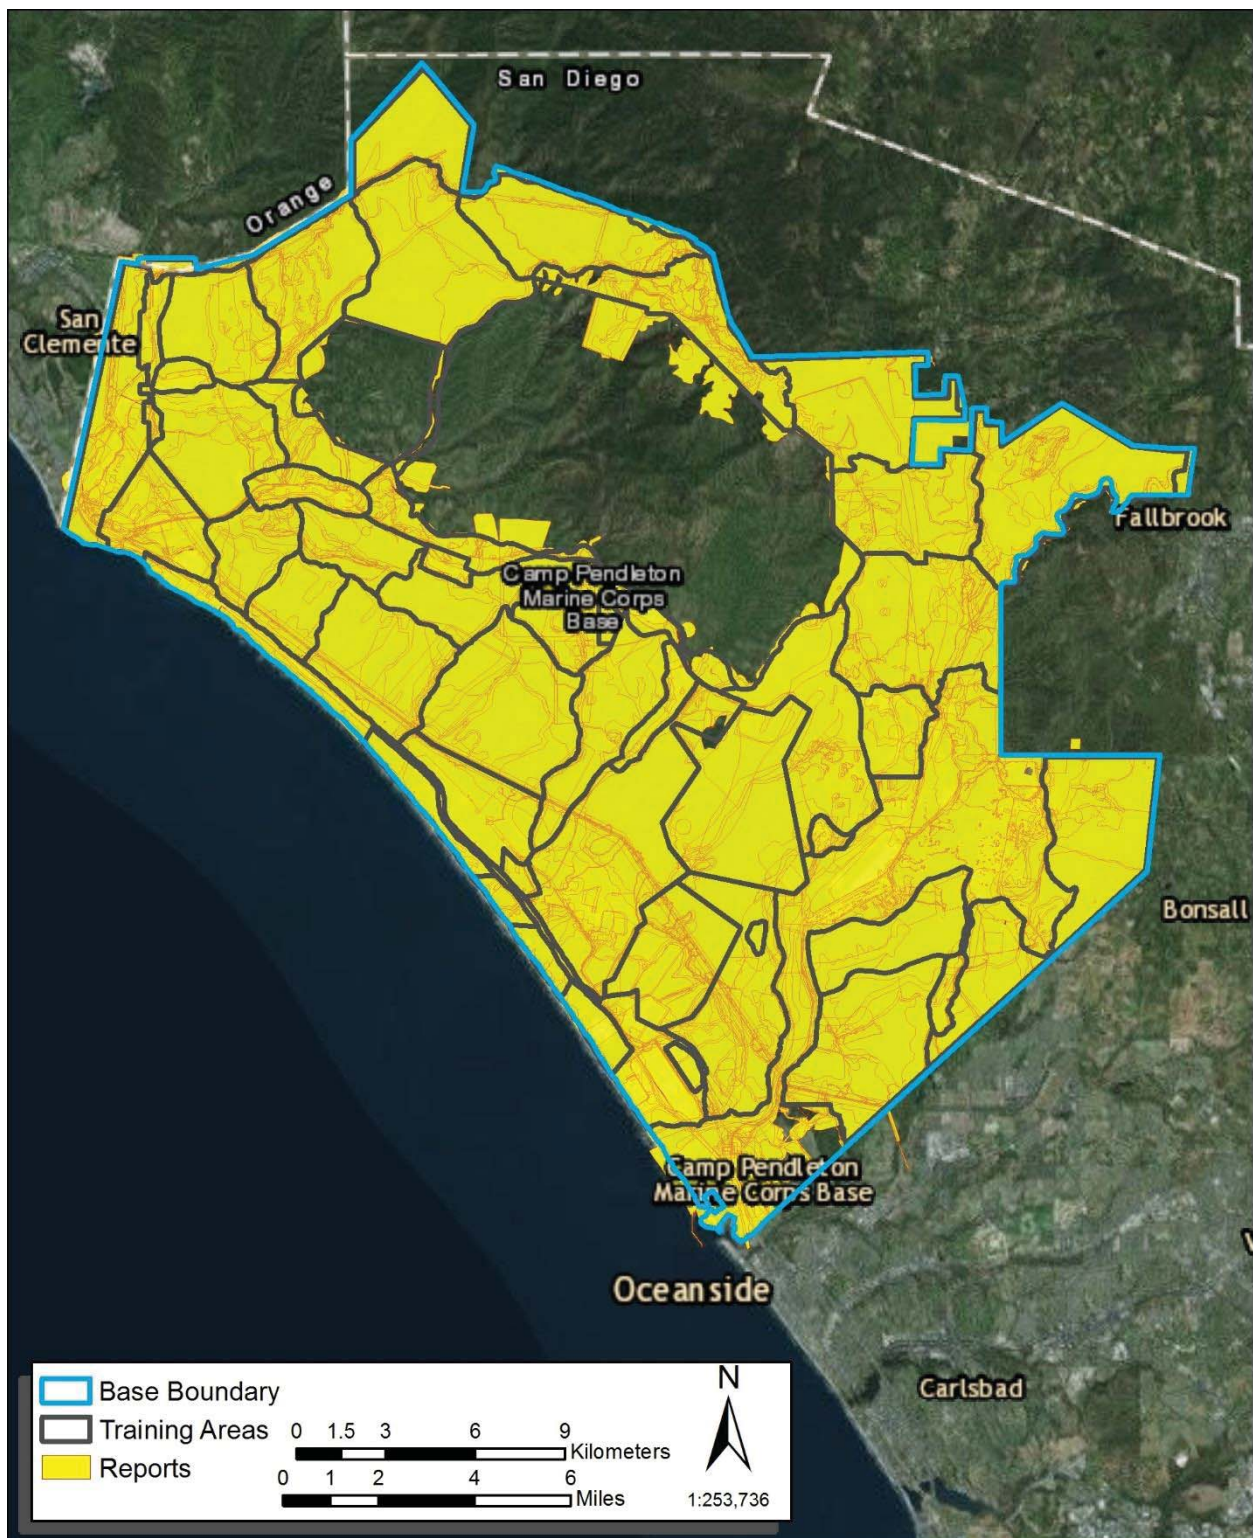 San Diego
Orange
San
Clemente
Fallbrook
Camp Pendleton
Marine Corps
Base
Bonsall
Camp Pendleton
Marine Corps Base
Oceanside
Carlsbad
Base Boundary
Training Areas
Reports
0 1.5 3 6 9
Kilometers
0 1 2 4 6
Miles
N
1:253,736